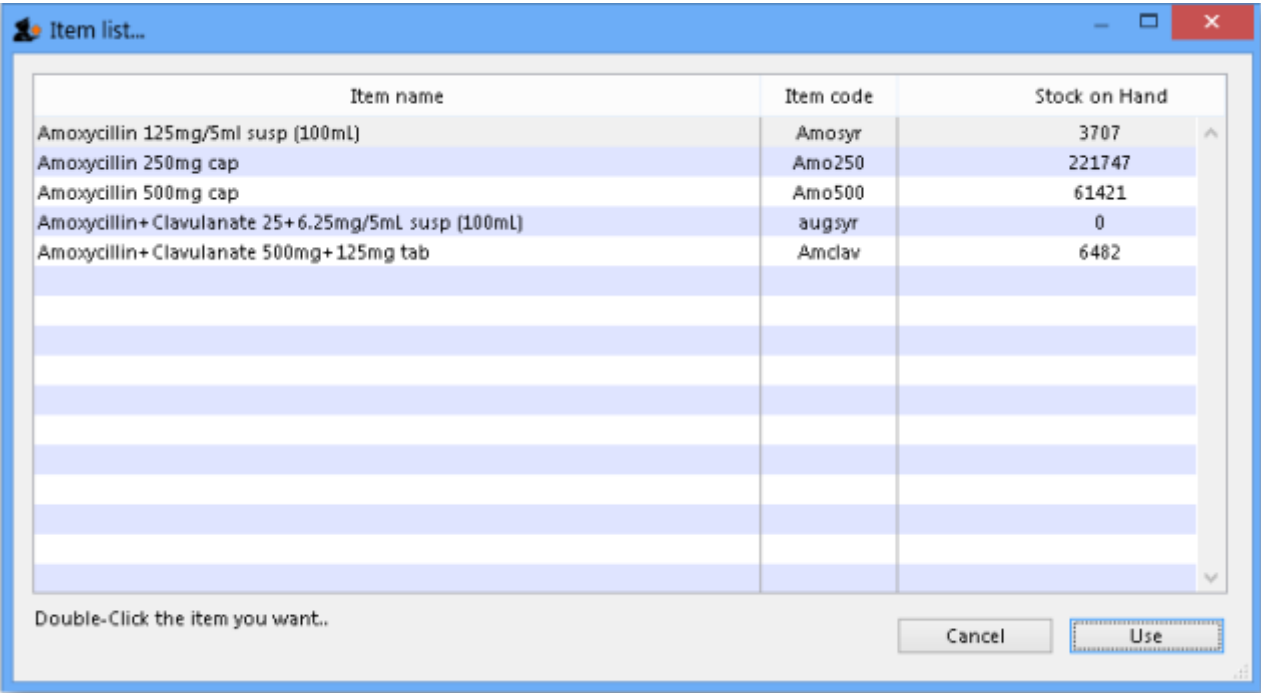 Item list...
Item name Item code Stock on Hand
Amoxycillin 125mg/5ml susp (100mL) Amosyr 3707
Amoxycillin 250mg cap Amo250 221747
Amoxycillin 500mg cap Amo500 61421
Amoxycillin+Clavulanate 25+6.25mg/5mL susp (100mL) augsyr 0
Amoxycillin+Clavulanate 500mg+125mg tab Amclav 6482
Double-Click the item you want..
Cancel Use